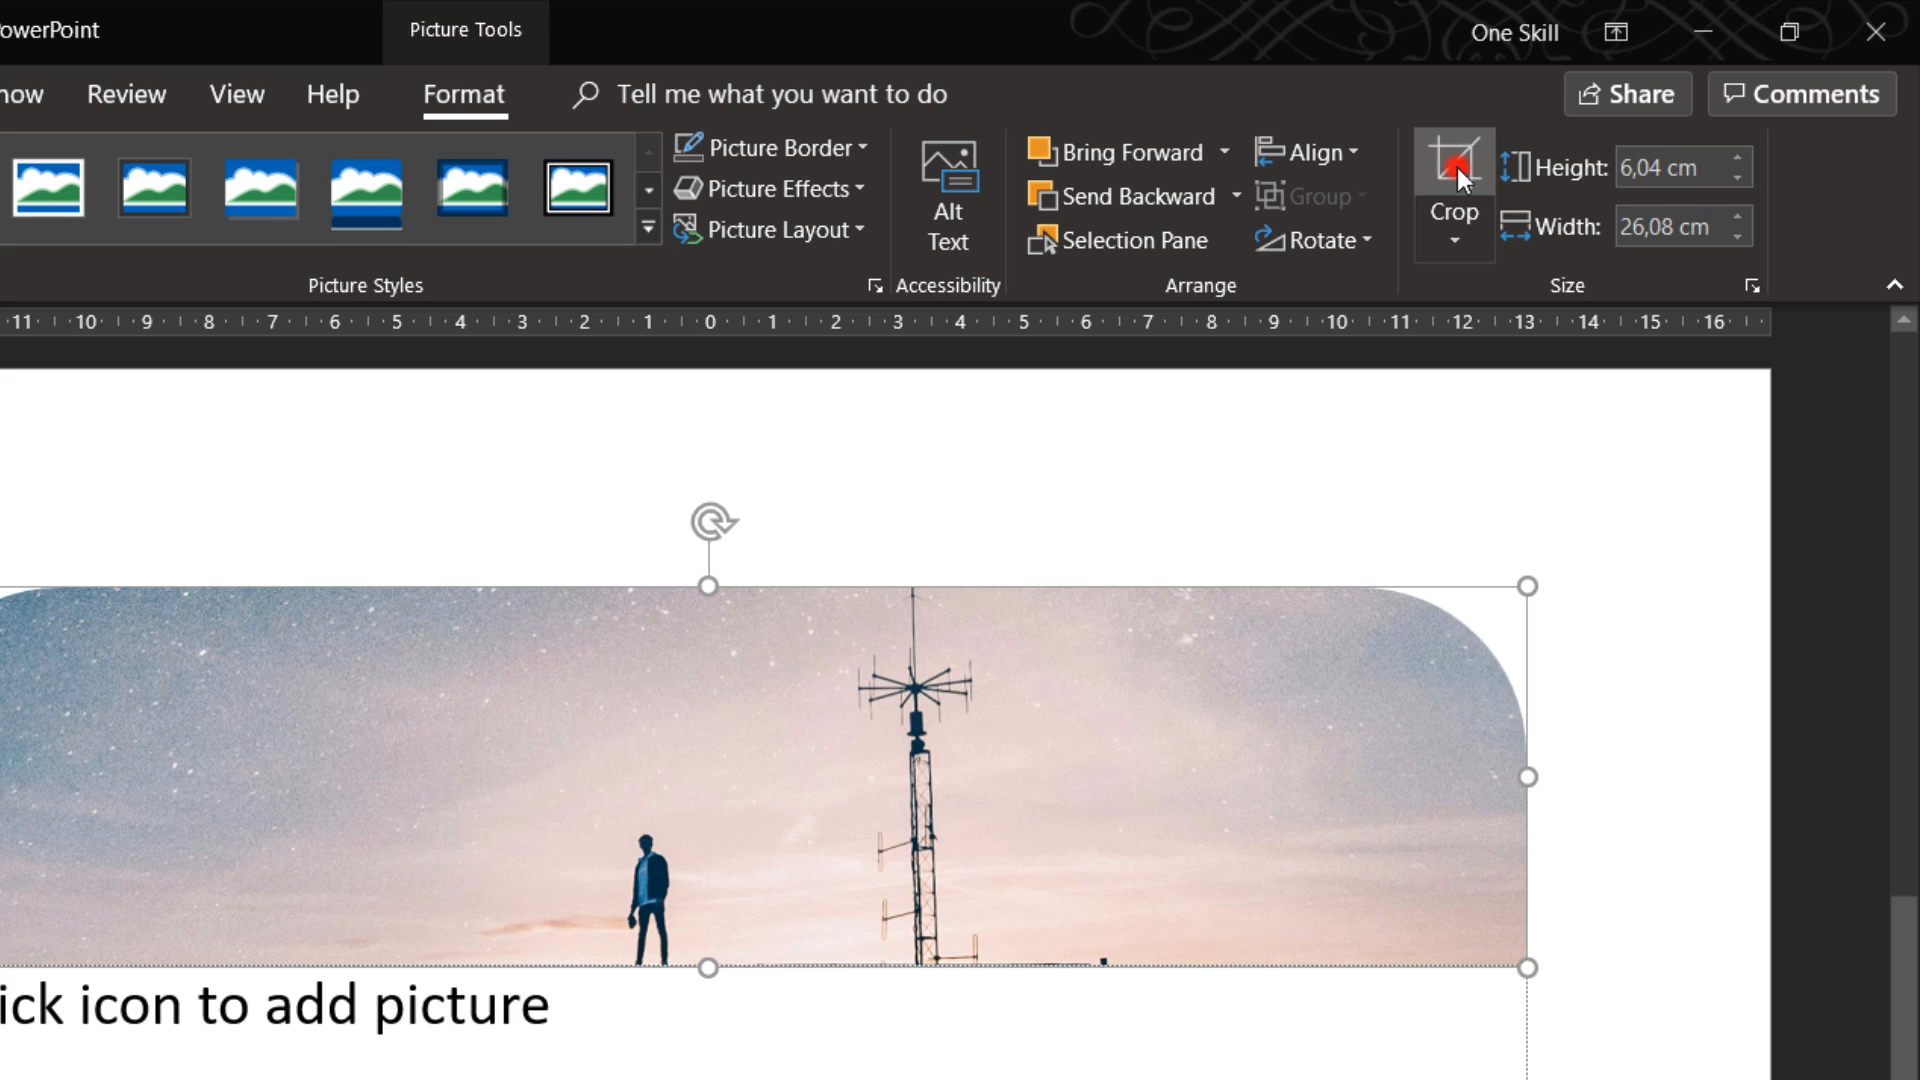 owerPoint
Picture Tools
One Skill
how
Review
View
Help
Format
Tell me what you want to do
Share
Comments
Picture Border
Picture Effects
Picture Layout
Alt
Text
Bring Forward
Send Backward
Selection Pane
Align
Group
Rotate
Crop
Height:
6,04 cm
Width:
26,08 cm
Picture Styles
Accessibility
Arrange
Size
11 10 9 8 7 6 5 4 3 2 1 0 1 2 3 4 5 6 7 8 9 10 11 12 13 14 15 16
ick icon to add picture